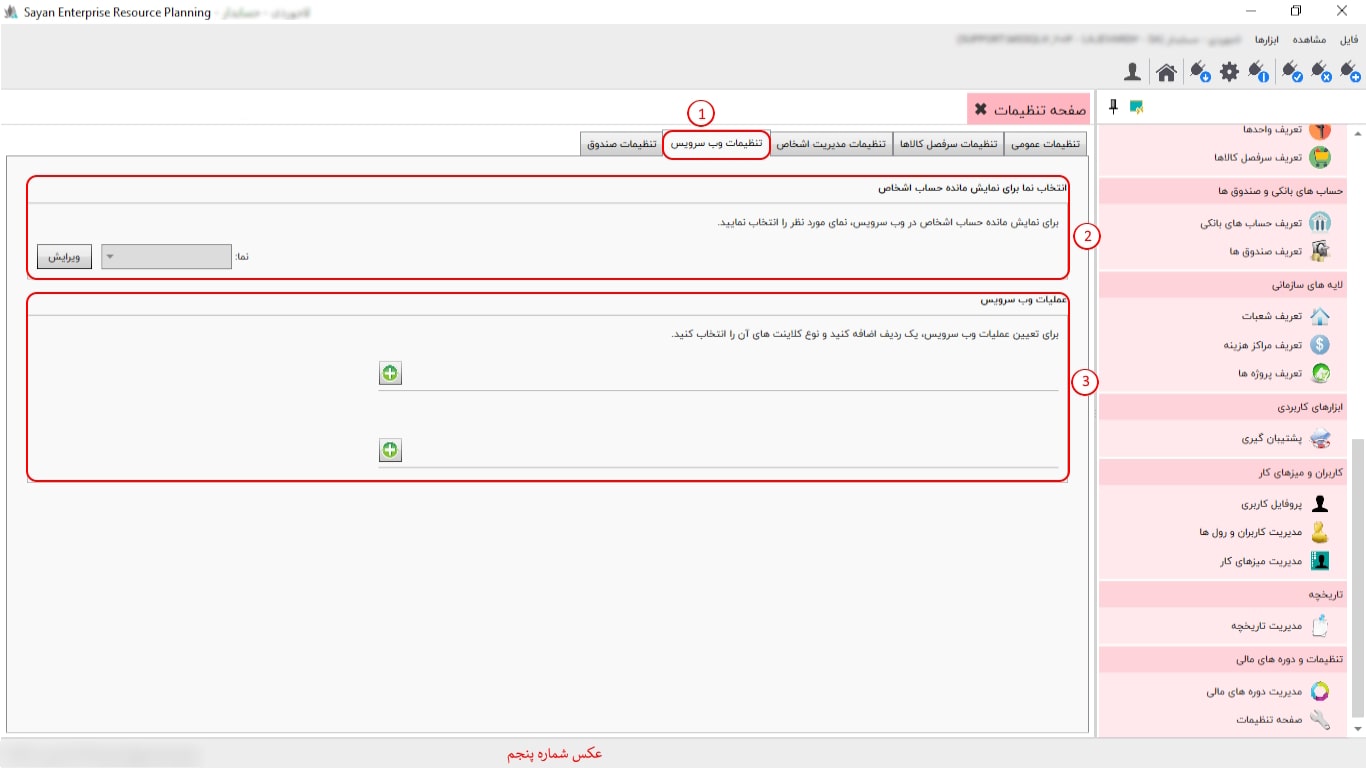 Sayan Enterprise Resource Planning -
فایل مشاهده ابزارها
صفحه تنظیمات ✖
1
تنظیمات عمومی
تنظیمات سرفصل کالاها
تنظیمات مدیریت اشخاص
تنظیمات وب سرویس
تنظیمات صندوق
انتخاب نما برای نمایش مانده حساب اشخاص
برای نمایش مانده حساب اشخاص در وب سرویس، نمای مورد نظر را انتخاب نمایید.
2
نما:
ویرایش
عملیات وب سرویس
برای تعیین عملیات وب سرویس، یک ردیف اضافه کنید و نوع کلاینت های آن را انتخاب کنید.
3
تعریف واحدها
تعریف سرفصل کالاها
حساب های بانکی و صندوق ها
تعریف حساب های بانکی
تعریف صندوق ها
لایه های سازمانی
تعریف شعبات
تعریف مراکز هزینه
تعریف پروژه ها
ابزارهای کاربردی
پشتیبان گیری
کاربران و میزهای کار
پروفایل کاربری
مدیریت کاربران و رول ها
مدیریت میزهای کار
تاریخچه
مدیریت تاریخچه
تنظیمات و دوره های مالی
مدیریت دوره های مالی
صفحه تنظیمات
عکس شماره پنجم